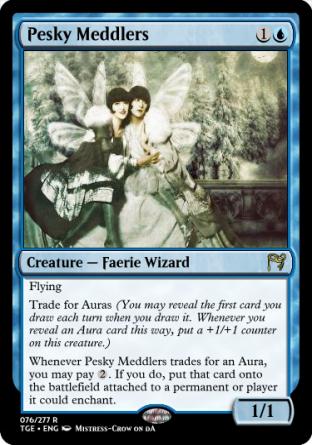 Pesky Meddlers 1
Creature — Faerie Wizard
Flying
Trade for Auras (You may reveal the first card you
draw each turn when you draw it. Whenever you
reveal an Aura card this way, put a +1/+1 counter
on this creature.)
Whenever Pesky Meddlers trades for an Aura,
you may pay 2. If you do, put that card onto
the battlefield attached to a permanent or player
it could enchant.
076/277 R
TGE • ENG Mistress-Crow on dA
1/1